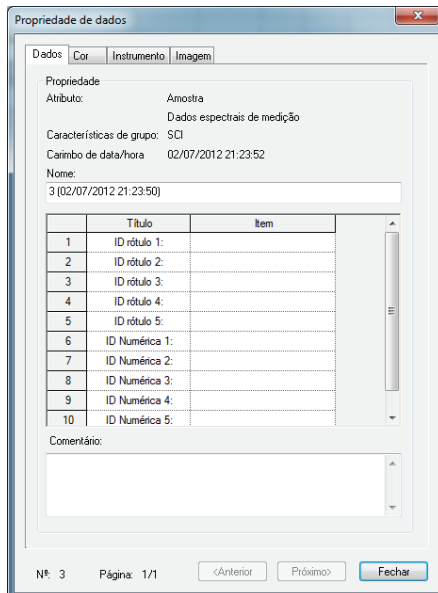 Propriedade de dados
Dados Cor Instrumento Imagem
Propriedade
Atributo: Amostra
Dados espectrais de medição
Características de grupo: SCI
Carimbo de data/hora 02/07/2012 21:23:52
Nome:
3 (02/07/2012 21:23:50)
Título Item
1 ID rótulo 1:
2 ID rótulo 2:
3 ID rótulo 3:
4 ID rótulo 4:
5 ID rótulo 5:
6 ID Numérica 1:
7 ID Numérica 2:
8 ID Numérica 3:
9 ID Numérica 4:
10 ID Numérica 5:
Comentário:
Nº: 3 Página: 1/1 <Anterior Próximo> Fechar